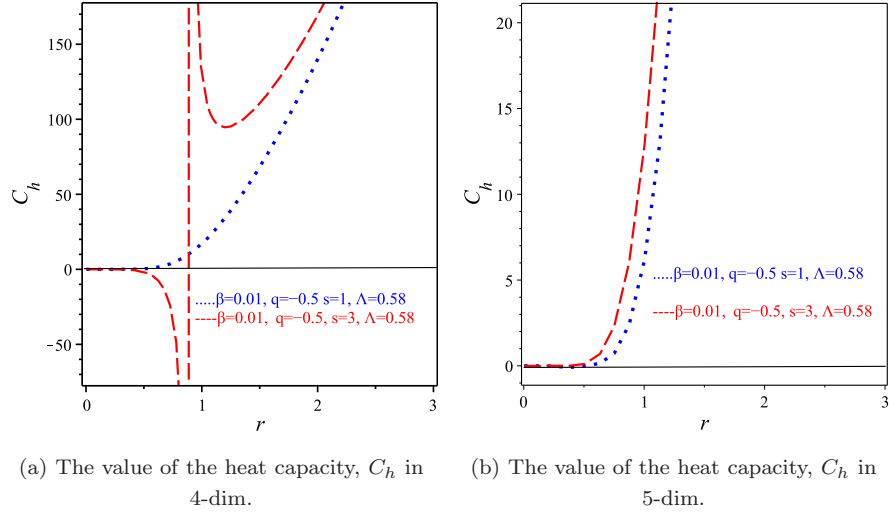 150
100
50
0
−50
C_h
0 1 2 3
r
.....β=0.01, q=−0.5 s=1, Λ=0.58
----β=0.01, q=−0.5, s=3, Λ=0.58
20
15
10
5
0
C_h
0 1 2 3
r
.....β=0.01, q=−0.5 s=1, Λ=0.58
----β=0.01, q=−0.5, s=3, Λ=0.58
(a) The value of the heat capacity, C_h in
4-dim.
(b) The value of the heat capacity, C_h in
5-dim.